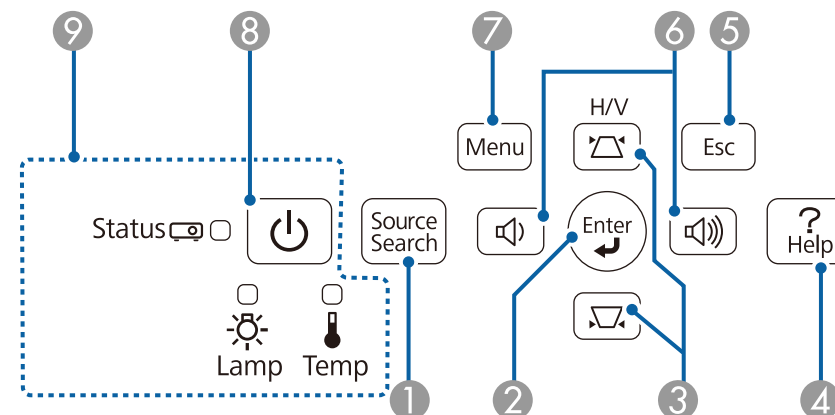 9 8 7 6 5
H/V
Menu
Esc
Status
Source
Search
Enter
?
Help
Lamp Temp
1 2 3 4